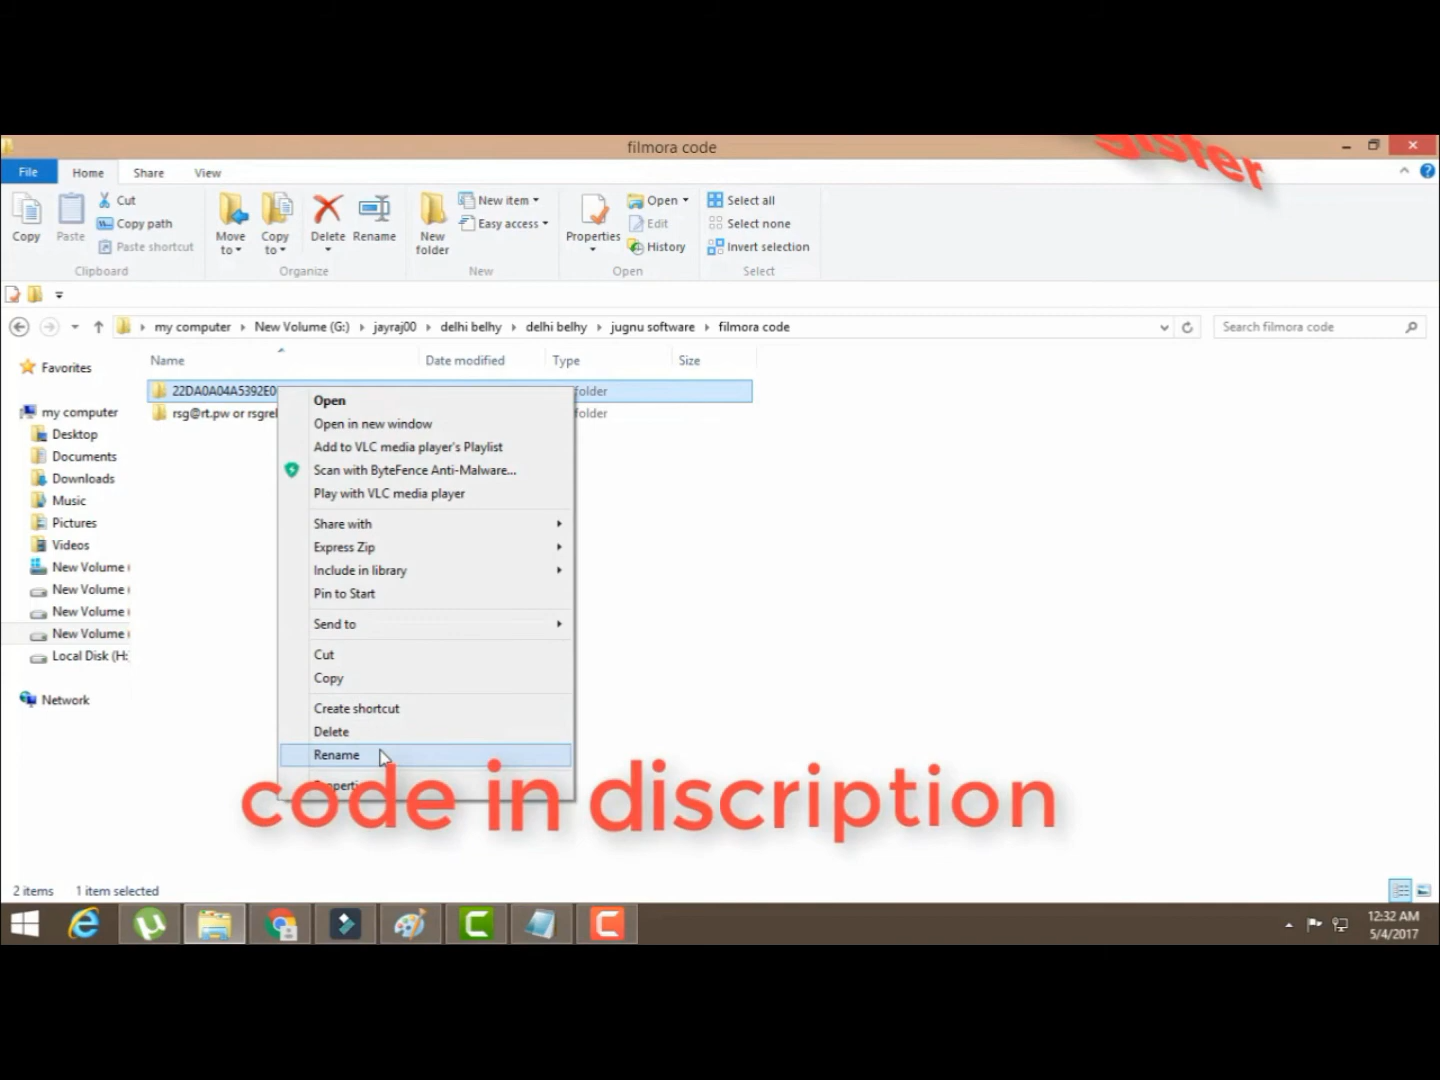 filmora code
gister
File Home Share View
Copy
Paste
Cut
Copy path
Paste shortcut
Clipboard
Move to
Copy to
Delete
Rename
Organize
New folder
New item
Easy access
New
Properties
Open
Edit
History
Open
Select all
Select none
Invert selection
Select
my computer New Volume (G:) jayraj00 delhi belhy delhi belhy jugnu software filmora code
Search filmora code
Name Date modified Type Size
22DA0A04A5392E0
folder
rsg@rt.pw or rsgrel
folder
Favorites
my computer
Desktop
Documents
Downloads
Music
Pictures
Videos
New Volume (
New Volume (
New Volume (
New Volume (
Local Disk (H:
Network
Open
Open in new window
Add to VLC media player's Playlist
Scan with ByteFence Anti-Malware...
Play with VLC media player
Share with
Express Zip
Include in library
Pin to Start
Send to
Cut
Copy
Create shortcut
Delete
Rename
Properti
code in discription
2 items 1 item selected
12:32 AM
5/4/2017